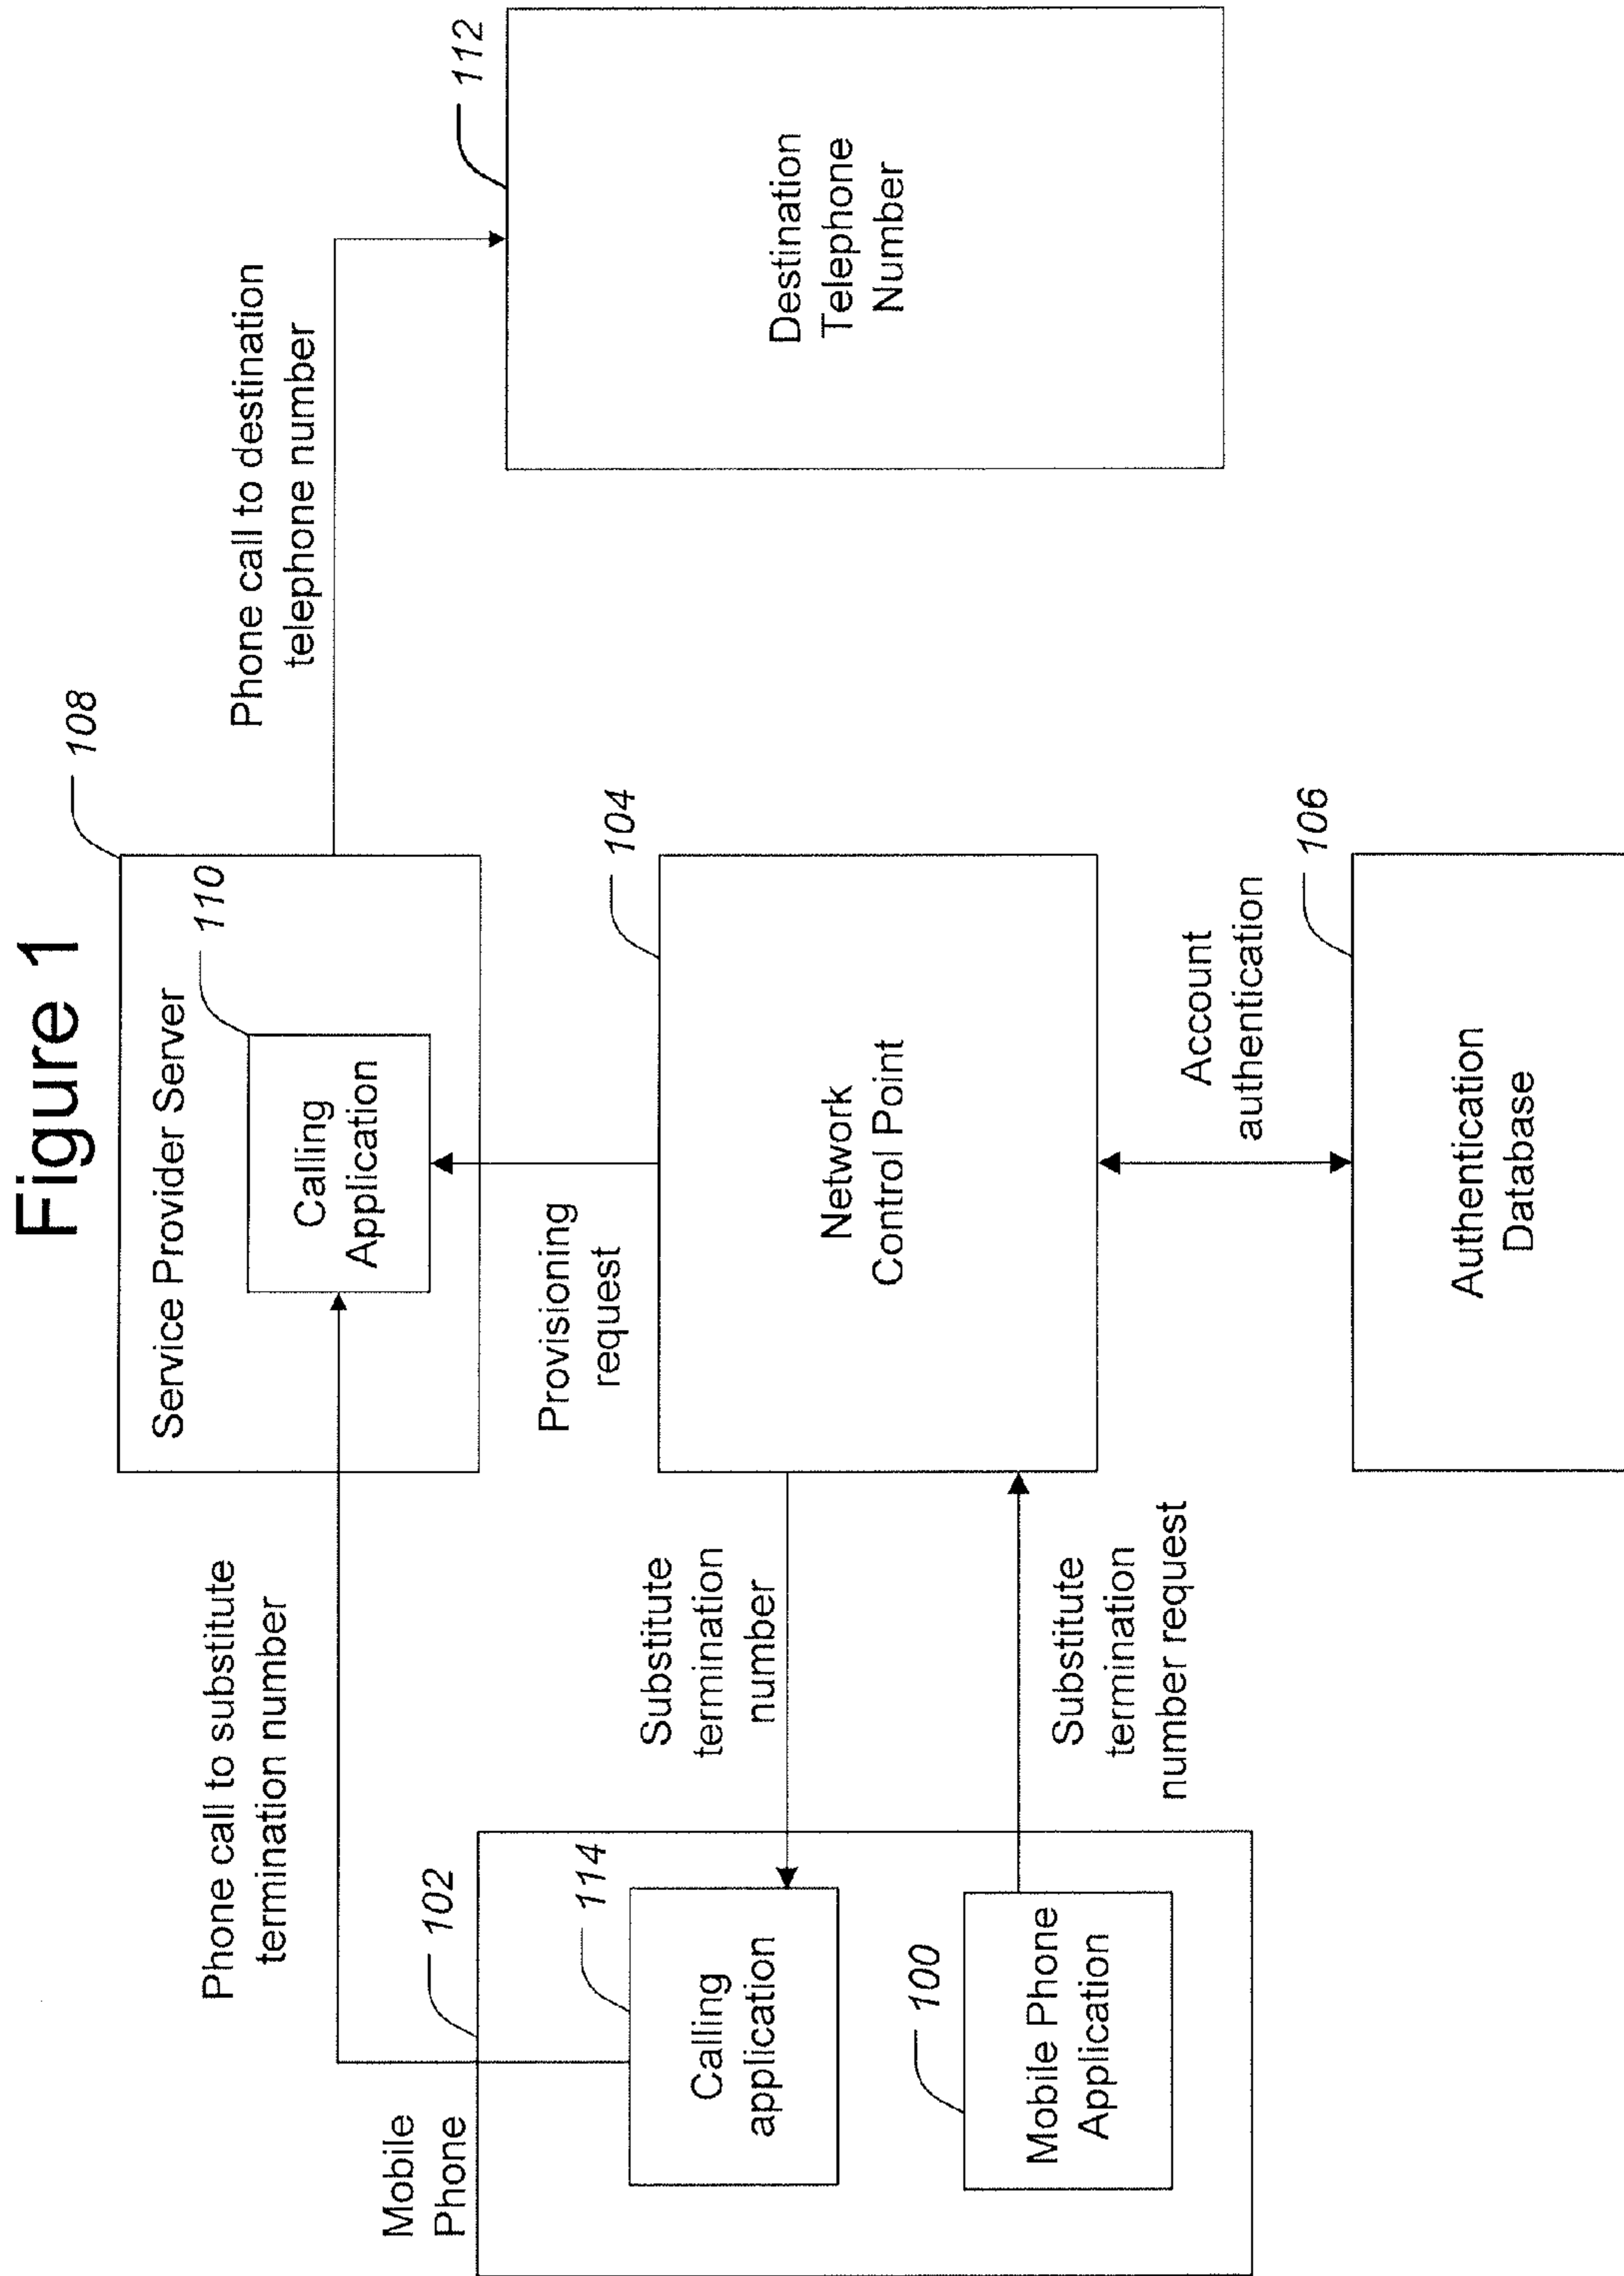 Figure 1
108
Service Provider Server
110
Calling
Application
Phone call to substitute
termination number
Phone call to destination
telephone number
112
Destination
Telephone
Number
Mobile
Phone
102
114
Calling
application
100
Mobile Phone
Application
Substitute
termination
number
Substitute
termination
number request
Provisioning
request
104
Network
Control Point
Account
authentication
106
Authentication
Database